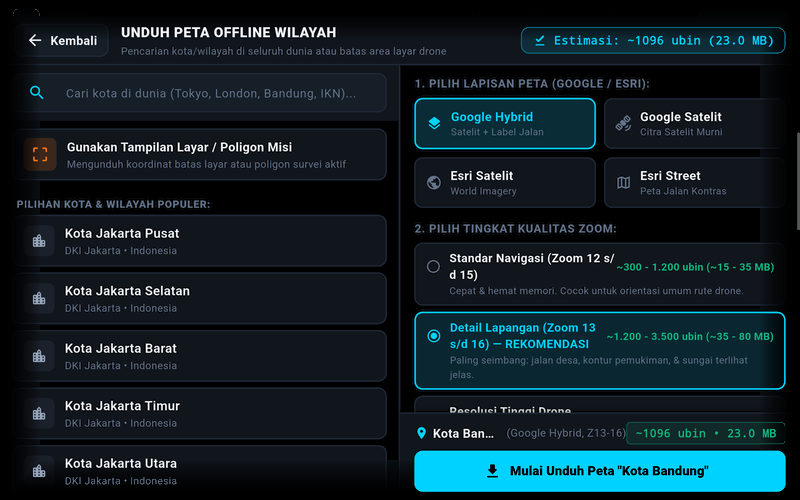 Kembali
UNDUH PETA OFFLINE WILAYAH
Pencarian kota/wilayah di seluruh dunia atau batas area layar drone
Estimasi: ~1096 ubin (23.0 MB)
Cari kota di dunia (Tokyo, London, Bandung, IKN)...
Gunakan Tampilan Layar / Poligon Misi
Mengunduh koordinat batas layar atau poligon survei aktif
PILIHAN KOTA & WILAYAH POPULER:
Kota Jakarta Pusat
DKI Jakarta • Indonesia
Kota Jakarta Selatan
DKI Jakarta • Indonesia
Kota Jakarta Barat
DKI Jakarta • Indonesia
Kota Jakarta Timur
DKI Jakarta • Indonesia
Kota Jakarta Utara
DKI Jakarta • Indonesia
1. PILIH LAPISAN PETA (GOOGLE / ESRI):
Google Hybrid
Satelit + Label Jalan
Google Satelit
Citra Satelit Murni
Esri Satelit
World Imagery
Esri Street
Peta Jalan Kontras
2. PILIH TINGKAT KUALITAS ZOOM:
Standar Navigasi (Zoom 12 s/
d 15)
~300 - 1.200 ubin (~15 - 35 MB)
Cepat & hemat memori. Cocok untuk orientasi umum rute drone.
Detail Lapangan (Zoom 13
s/d 16) — REKOMENDASI
~1.200 - 3.500 ubin (~35 - 80 MB)
Paling seimbang: jalan desa, kontur pemukiman, & sungai terlihat
jelas.
Resolusi Tinggi Drone
Kota Ban...
(Google Hybrid, Z13-16)
~1096 ubin • 23.0 MB
Mulai Unduh Peta "Kota Bandung"